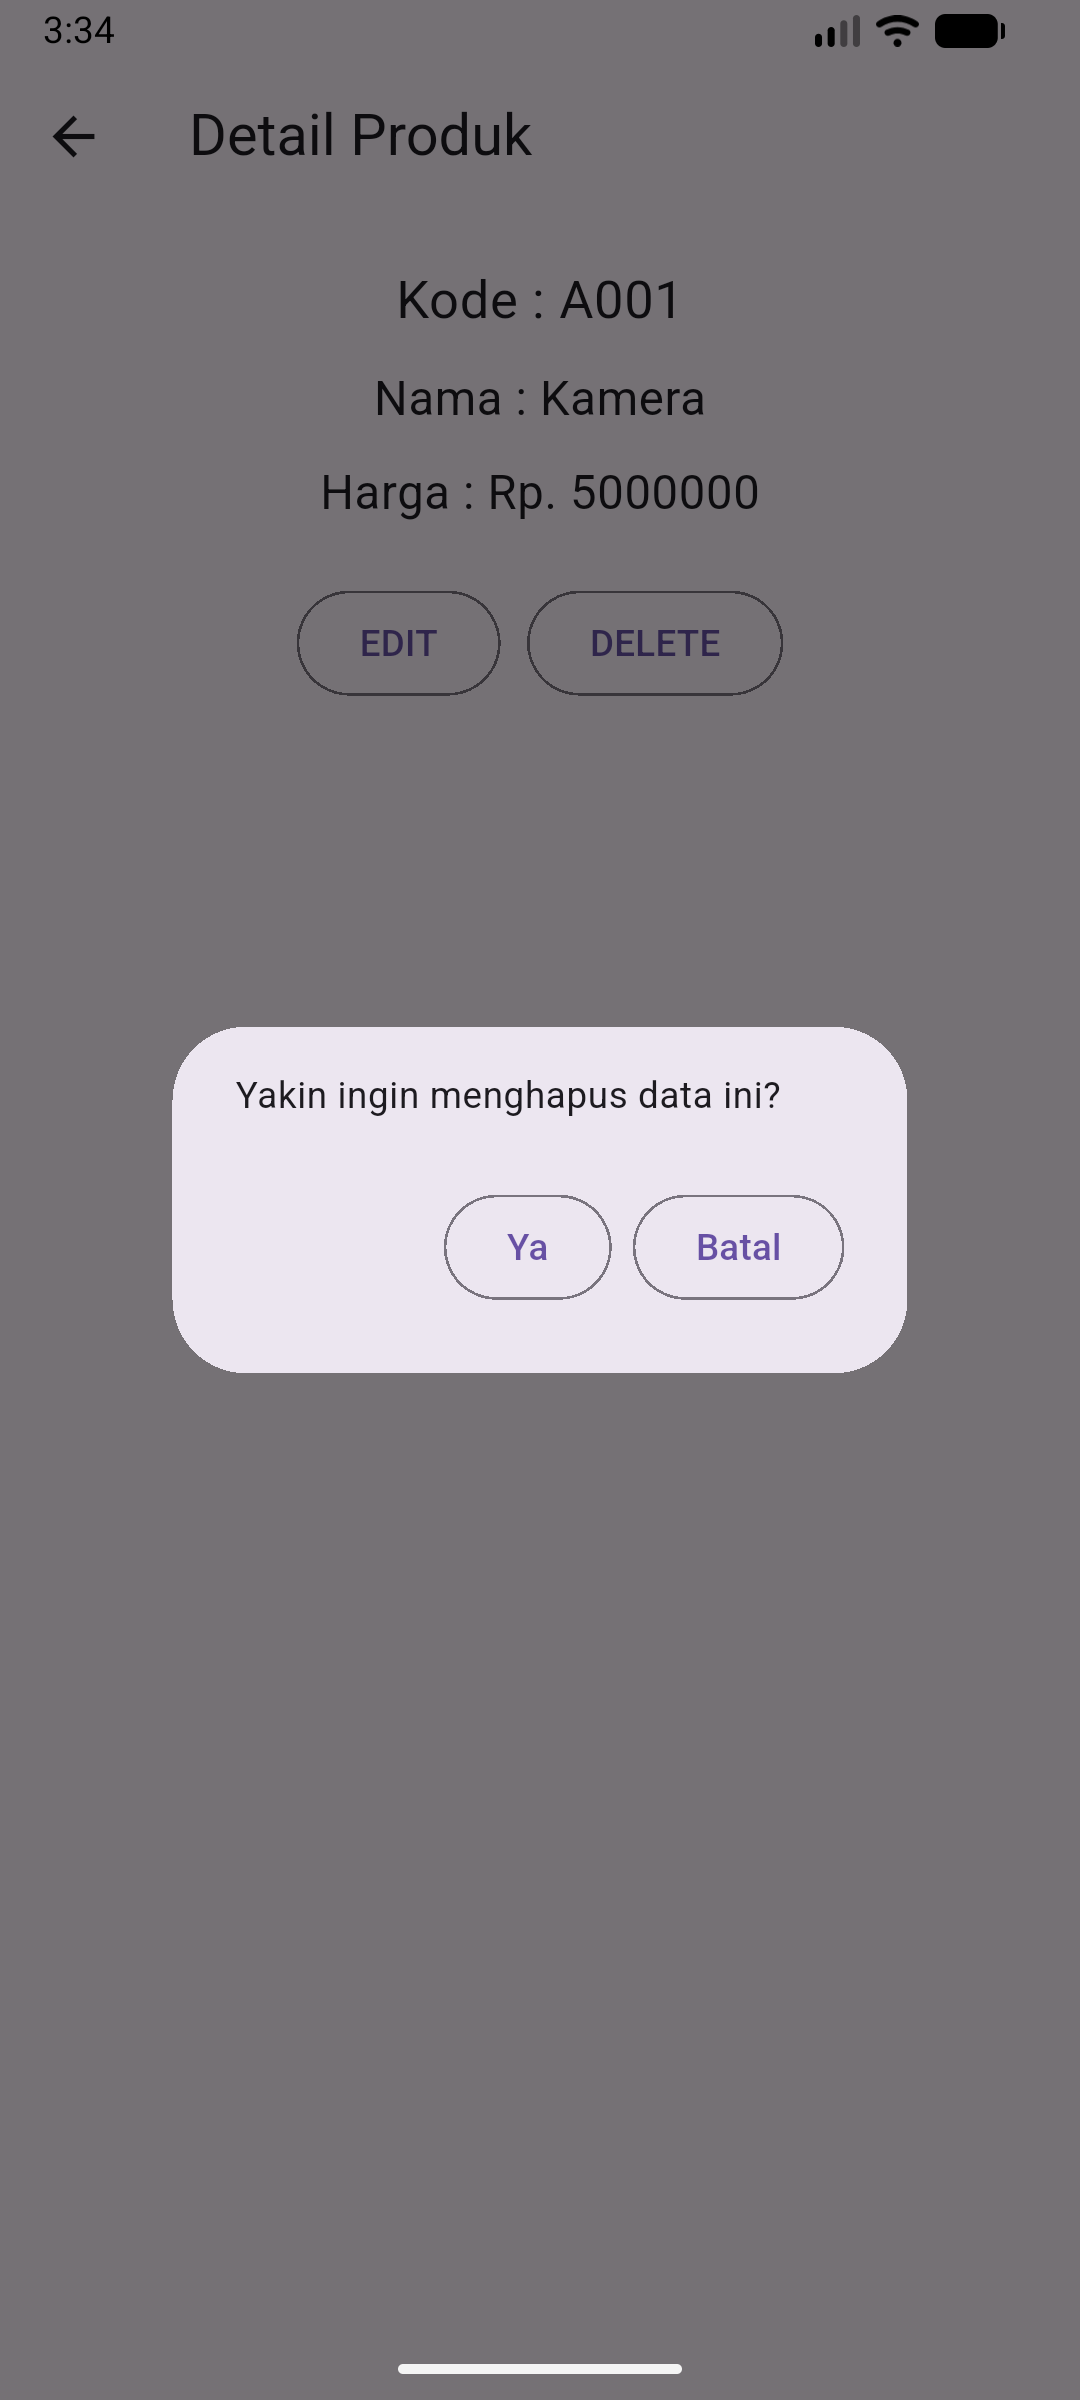 3:34
Detail Produk
Kode : A001
Nama : Kamera
Harga : Rp. 5000000
EDIT DELETE
Yakin ingin menghapus data ini?
Ya Batal